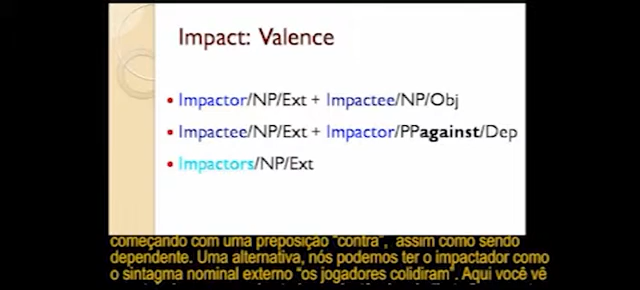 Impact: Valence
• Impactor/NP/Ext + Impactee/NP/Obj
• Impactee/NP/Ext + Impactor/PPagainst/Dep
• Impactors/NP/Ext
começando com uma preposição "contra", assim como sendo
dependente. Uma alternativa, nós podemos ter o impactador como
o sintagma nominal externo "os jogadores colidiram". Aqui você vê